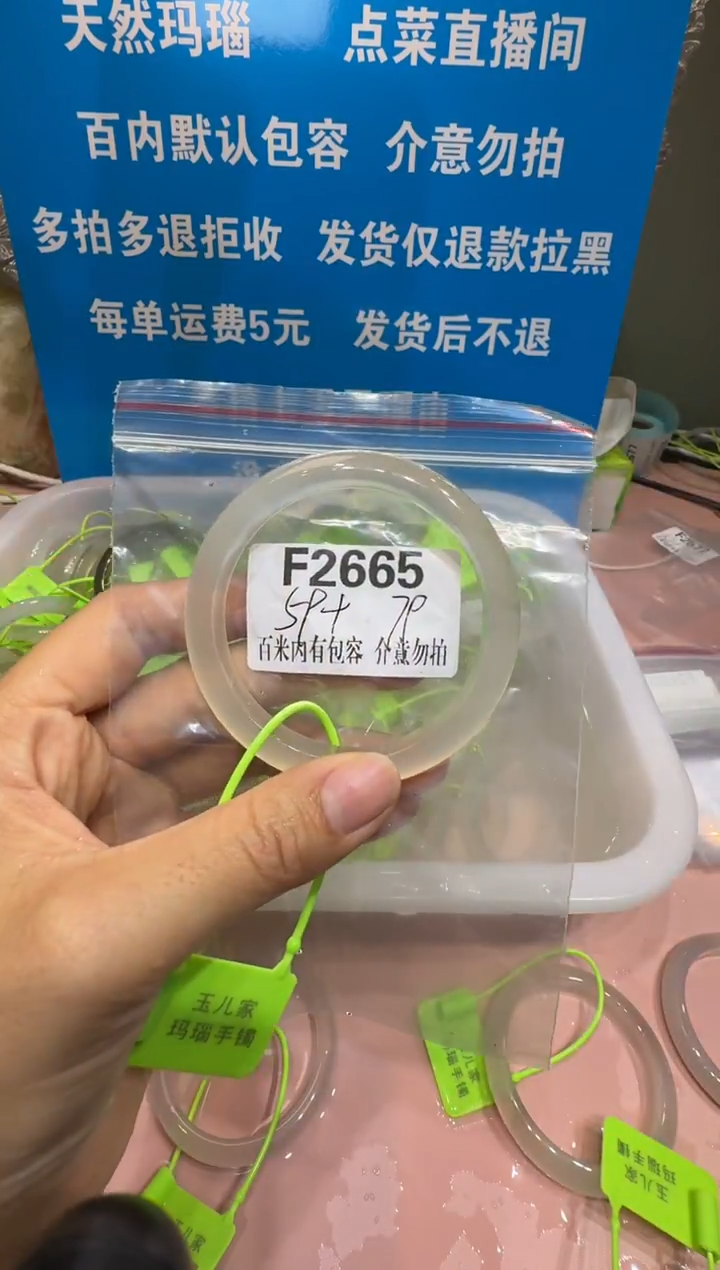 天然玛瑙 点菜直播间
百内默认包容 介意勿拍
多拍多退拒收 发货仅退款拉黑
每单运费5元 发货后不退
F2665
百米内有包容 介意勿拍
玉儿家
玛瑙手镯
儿家
玛瑙手镯
玉儿家
玛瑙手镯
玉儿家